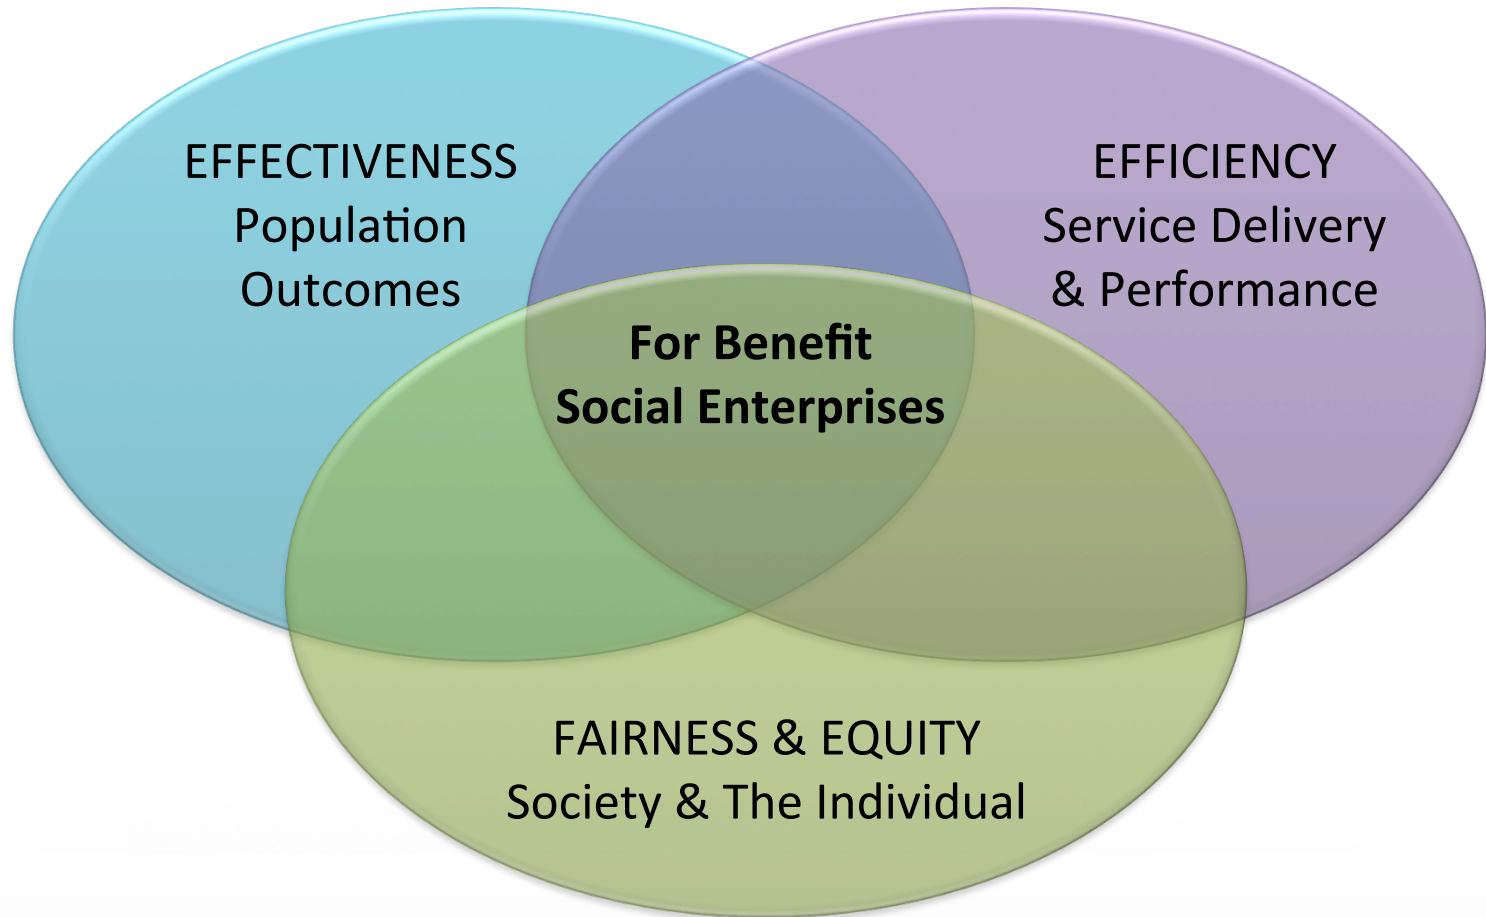 EFFECTIVENESS
Population
Outcomes
EFFICIENCY
Service Delivery
& Performance
For Benefit
Social Enterprises
FAIRNESS & EQUITY
Society & The Individual